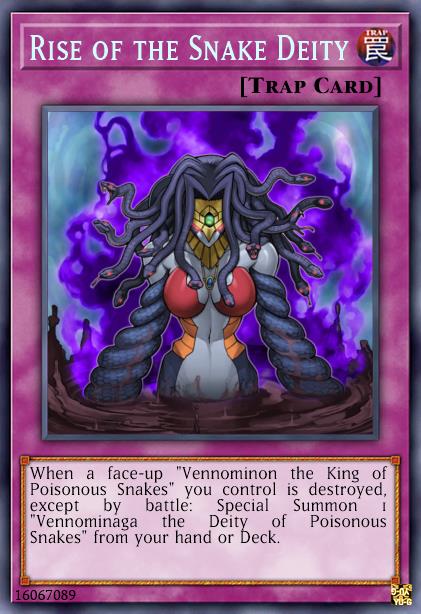 Rise of the Snake Deity
TRAP
罠
[Trap Card]
When a face-up "Vennominon the King of
Poisonous Snakes" you control is destroyed,
except by battle: Special Summon 1
"Vennominaga the Deity of Poisonous
Snakes" from your hand or Deck.
16067089